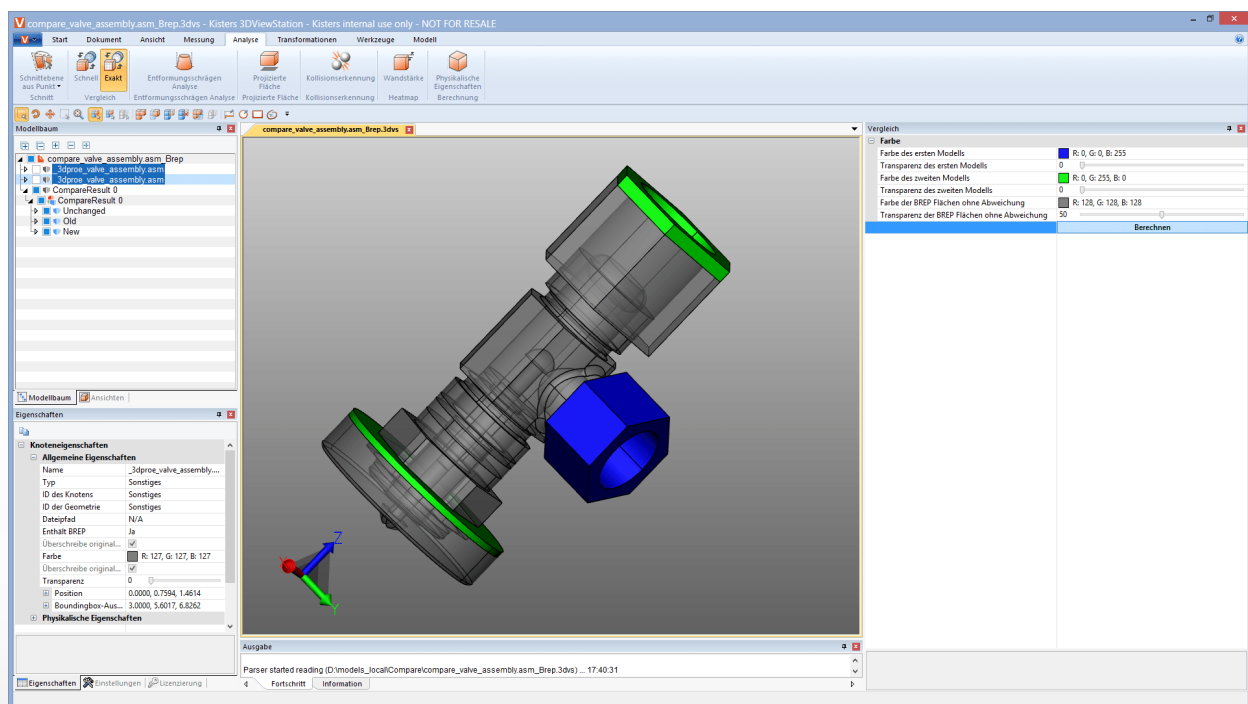 compare_valve_assembly.asm_Brep.3dvs - Kisters 3DViewStation - Kisters internal use only - NOT FOR RESALE
Start Dokument Ansicht Messung Analyse Transformationen Werkzeuge Modell
Schnittebene aus Punkt
Schnell
Exakt
Entformungsschrägen Analyse
Projizierte Fläche
Kollisionserkennung
Wandstärke
Physikalische Eigenschaften
Schnitt Vergleich Entformungsschrägen Analyse Projizierte Fläche Kollisionserkennung Heatmap Berechnung
Modellbaum
compare_valve_assembly.asm_Brep
_3dproe_valve_assembly.asm
_3dproe_valve_assembly.asm
CompareResult 0
CompareResult 0
Unchanged
Old
New
Modellbaum Ansichten
Eigenschaften
Knoteneigenschaften
Allgemeine Eigenschaften
Name _3dproe_valve_assembly....
Typ Sonstiges
ID des Knotens Sonstiges
ID der Geometrie Sonstiges
Dateipfad N/A
Enthält BREP Ja
Überschreibe original...
Farbe R: 127, G: 127, B: 127
Überschreibe original...
Transparenz 0
Position 0.0000, 0.7594, 1.4614
Boundingbox-Aus... 3.0000, 5.6017, 6.8262
Physikalische Eigenschaften
Eigenschaften Einstellungen Lizenzierung
compare_valve_assembly.asm_Brep.3dvs
Z
Y
Ausgabe
Parser started reading (D:\models_local\Compare\compare_valve_assembly.asm_Brep.3dvs) ... 17:40:31
Fortschritt Information
Vergleich
Farbe
Farbe des ersten Modells R: 0, G: 0, B: 255
Transparenz des ersten Modells 0
Farbe des zweiten Modells R: 0, G: 255, B: 0
Transparenz des zweiten Modells 0
Farbe der BREP Flächen ohne Abweichung R: 128, G: 128, B: 128
Transparenz der BREP Flächen ohne Abweichung 50
Berechnen